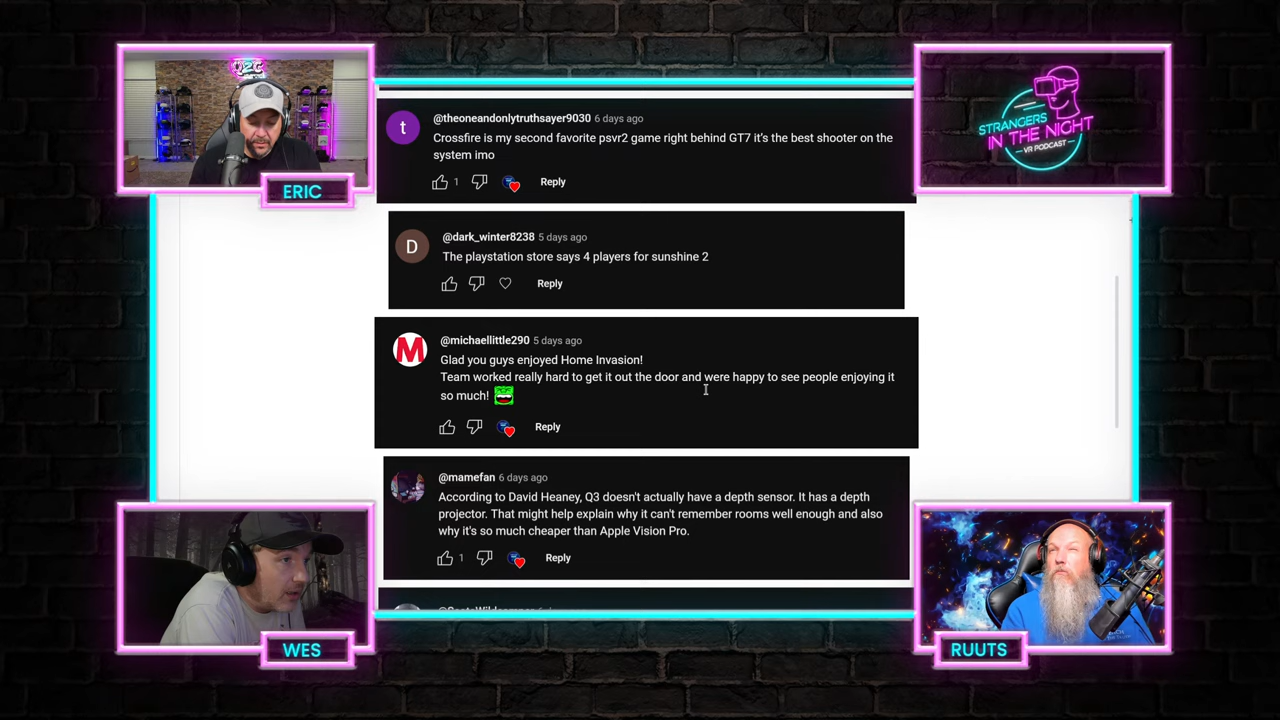 ERIC
STRANGERS
IN THE NIGHT
VR PODCAST
t
@theoneandonlytruthsayer9030 6 days ago
Crossfire is my second favorite psvr2 game right behind GT7 it's the best shooter on the
system imo
1
Reply
D
@dark_winter8238 5 days ago
The playstation store says 4 players for sunshine 2
Reply
M
@michaellittle290 5 days ago
Glad you guys enjoyed Home Invasion!
Team worked really hard to get it out the door and were happy to see people enjoying it
so much!
Reply
@mamefan 6 days ago
According to David Heaney, Q3 doesn't actually have a depth sensor. It has a depth
projector. That might help explain why it can't remember rooms well enough and also
why it's so much cheaper than Apple Vision Pro.
1
Reply
WES
RUUTS